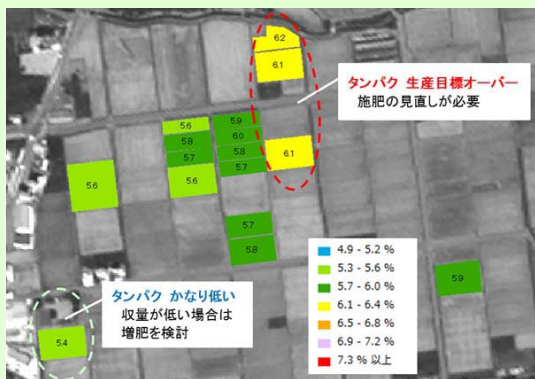 6.2
6.1
タンパク 生産目標オーバー
施肥の見直しが必要
5.6
5.9
5.8
6.0
5.7
5.8
6.1
5.6
5.6
5.7
5.7
5.8
5.9
4.9 - 5.2 %
5.3 - 5.6 %
5.7 - 6.0 %
6.1 - 6.4 %
6.5 - 6.8 %
6.9 - 7.2 %
7.3 % 以上
タンパク かなり低い
収量が低い場合は
増肥を検討
5.4